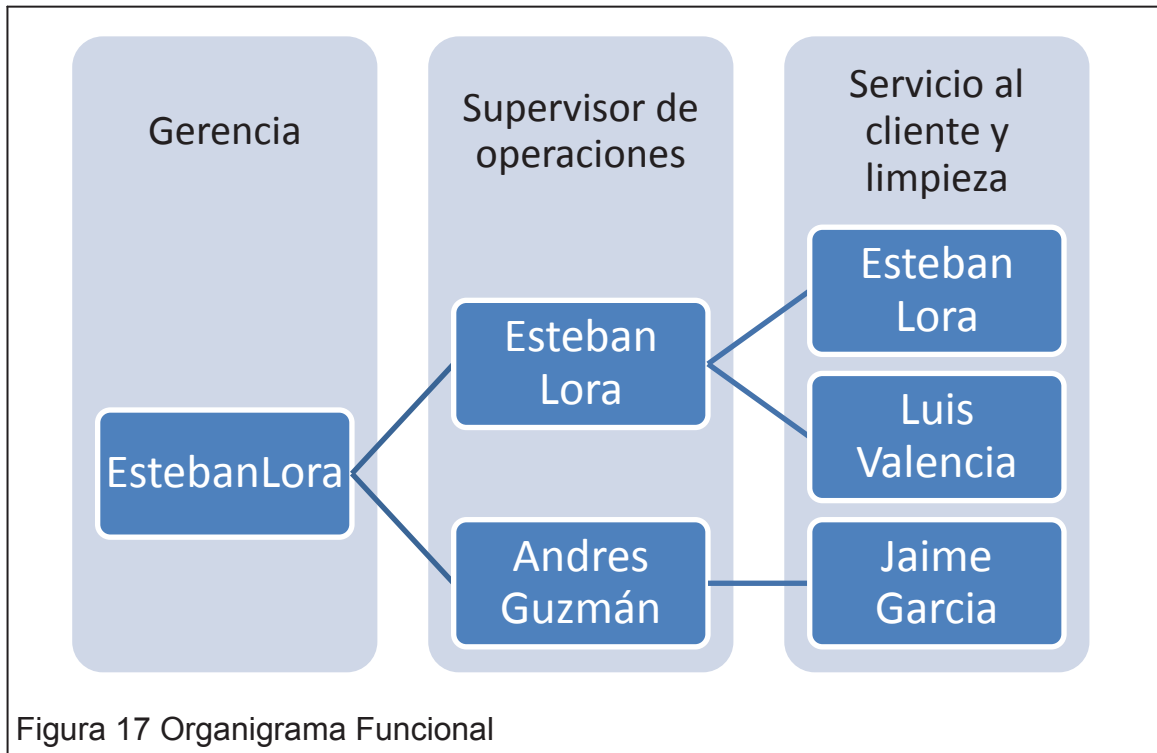 Gerencia
Supervisor de
operaciones
Servicio al
cliente y
limpieza
EstebanLora
Esteban
Lora
Andres
Guzmán
Esteban
Lora
Luis
Valencia
Jaime
Garcia
Figura 17 Organigrama Funcional